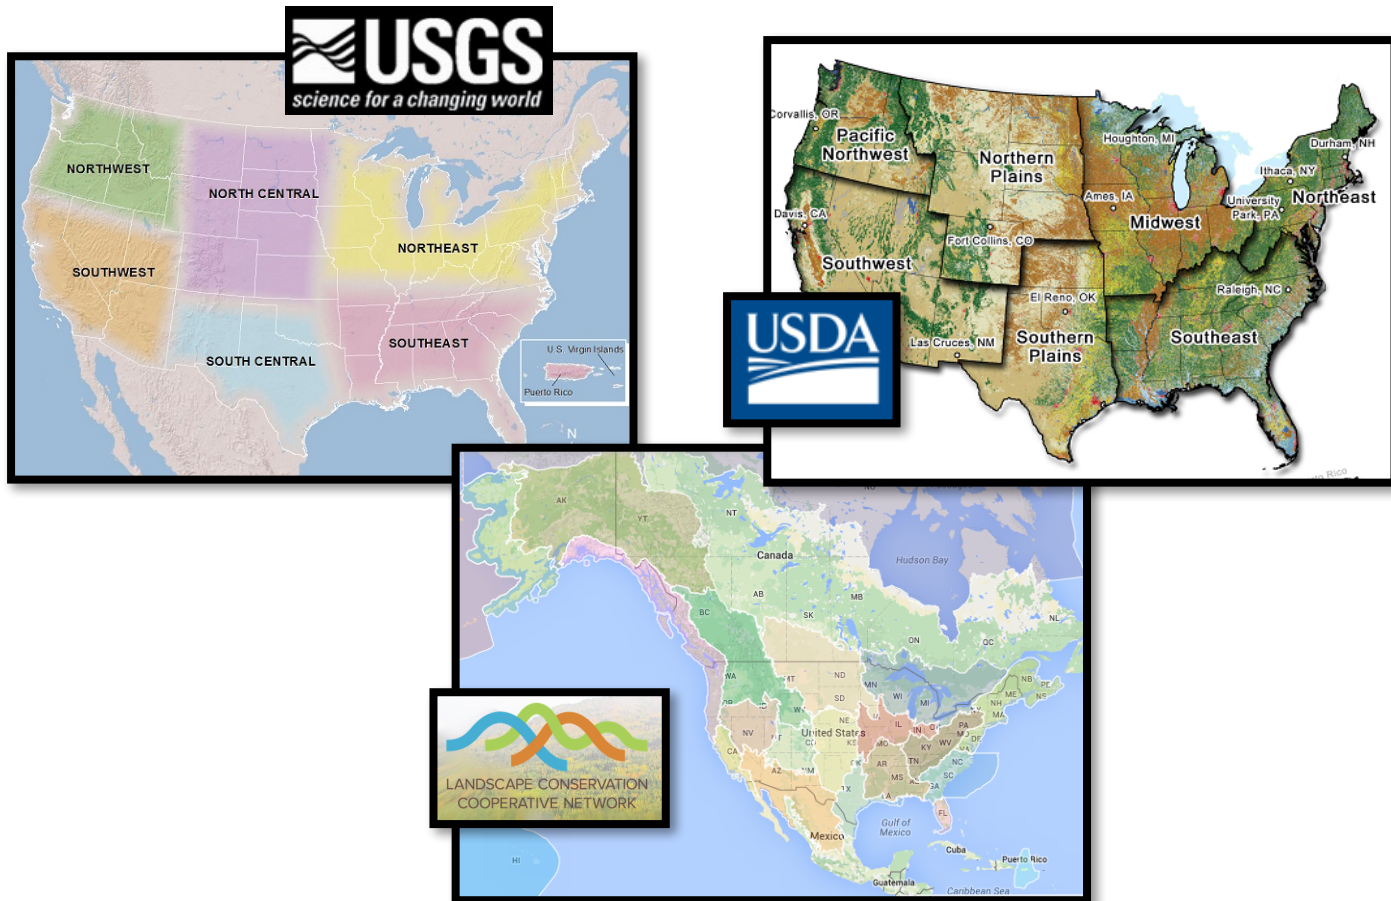 USGS
science for a changing world
NORTHWEST
NORTH CENTRAL
NORTHEAST
SOUTHWEST
SOUTH CENTRAL
SOUTHEAST
U.S. Virgin Islands
Puerto Rico
N
Corvallis, OR
Pacific
Northwest
Northern
Plains
Houghton, MI
Durham, NH
Ithaca, NY
Ames, IA
University
Park, PA
Northeast
Davis, CA
Midwest
Fort Collins, CO
Southwest
El Reno, OK
Raleigh, NC
Las Cruces, NM
Southern
Plains
Southeast
USDA
AK
YT
NT
Canada
Hudson Bay
AB
MB
SK
BC
NL
ON
QC
WA
MT
ND
MN
NB
PE
NS
ME
SD
WI
MI
NH
MA
NE
IL
IN
PA
NV
United States
KS
MO
WV
KY
VA
CA
TN
NC
AZ
NM
OK
AR
SC
MS
GA
TX
LA
FL
Mexico
Gulf of
Mexico
Cuba
Puerto Rico
HI
Guatemala
Caribbean Sea
LANDSCAPE CONSERVATION
COOPERATIVE NETWORK